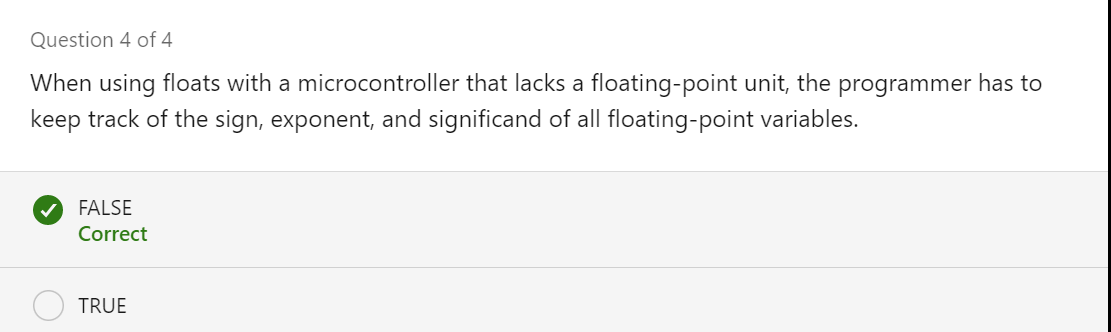 Question 4 of 4
When using floats with a microcontroller that lacks a floating-point unit, the programmer has to
keep track of the sign, exponent, and significand of all floating-point variables.
FALSE
Correct
TRUE